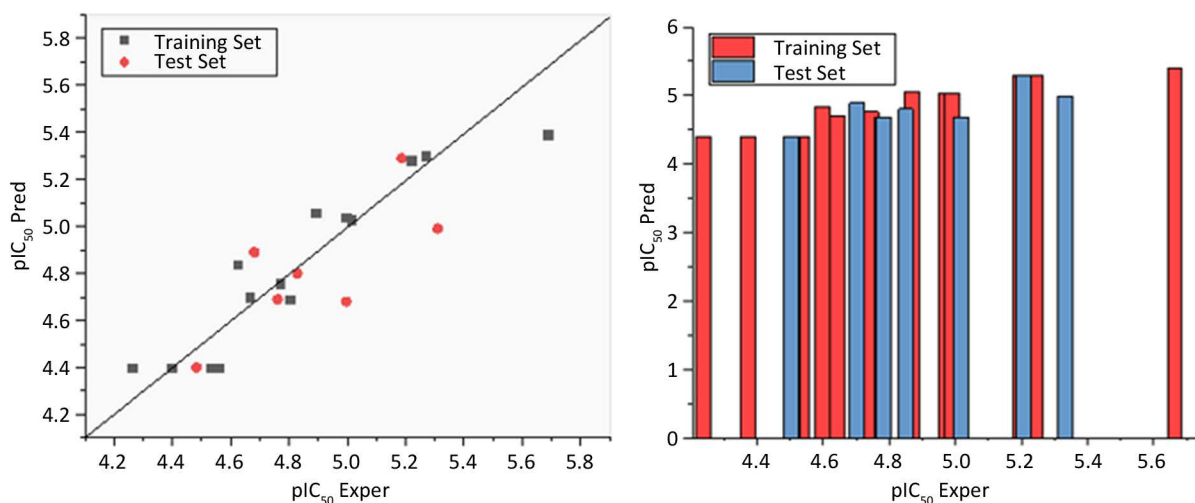 5.8
5.6
5.4
5.2
5.0
4.8
4.6
4.4
4.2
pIC50 Pred
Training Set
Test Set
4.2 4.4 4.6 4.8 5.0 5.2 5.4 5.6 5.8
pIC50 Exper
6
5
4
3
2
1
0
pIC50 Pred
Training Set
Test Set
4.4 4.6 4.8 5.0 5.2 5.4 5.6
pIC50 Exper